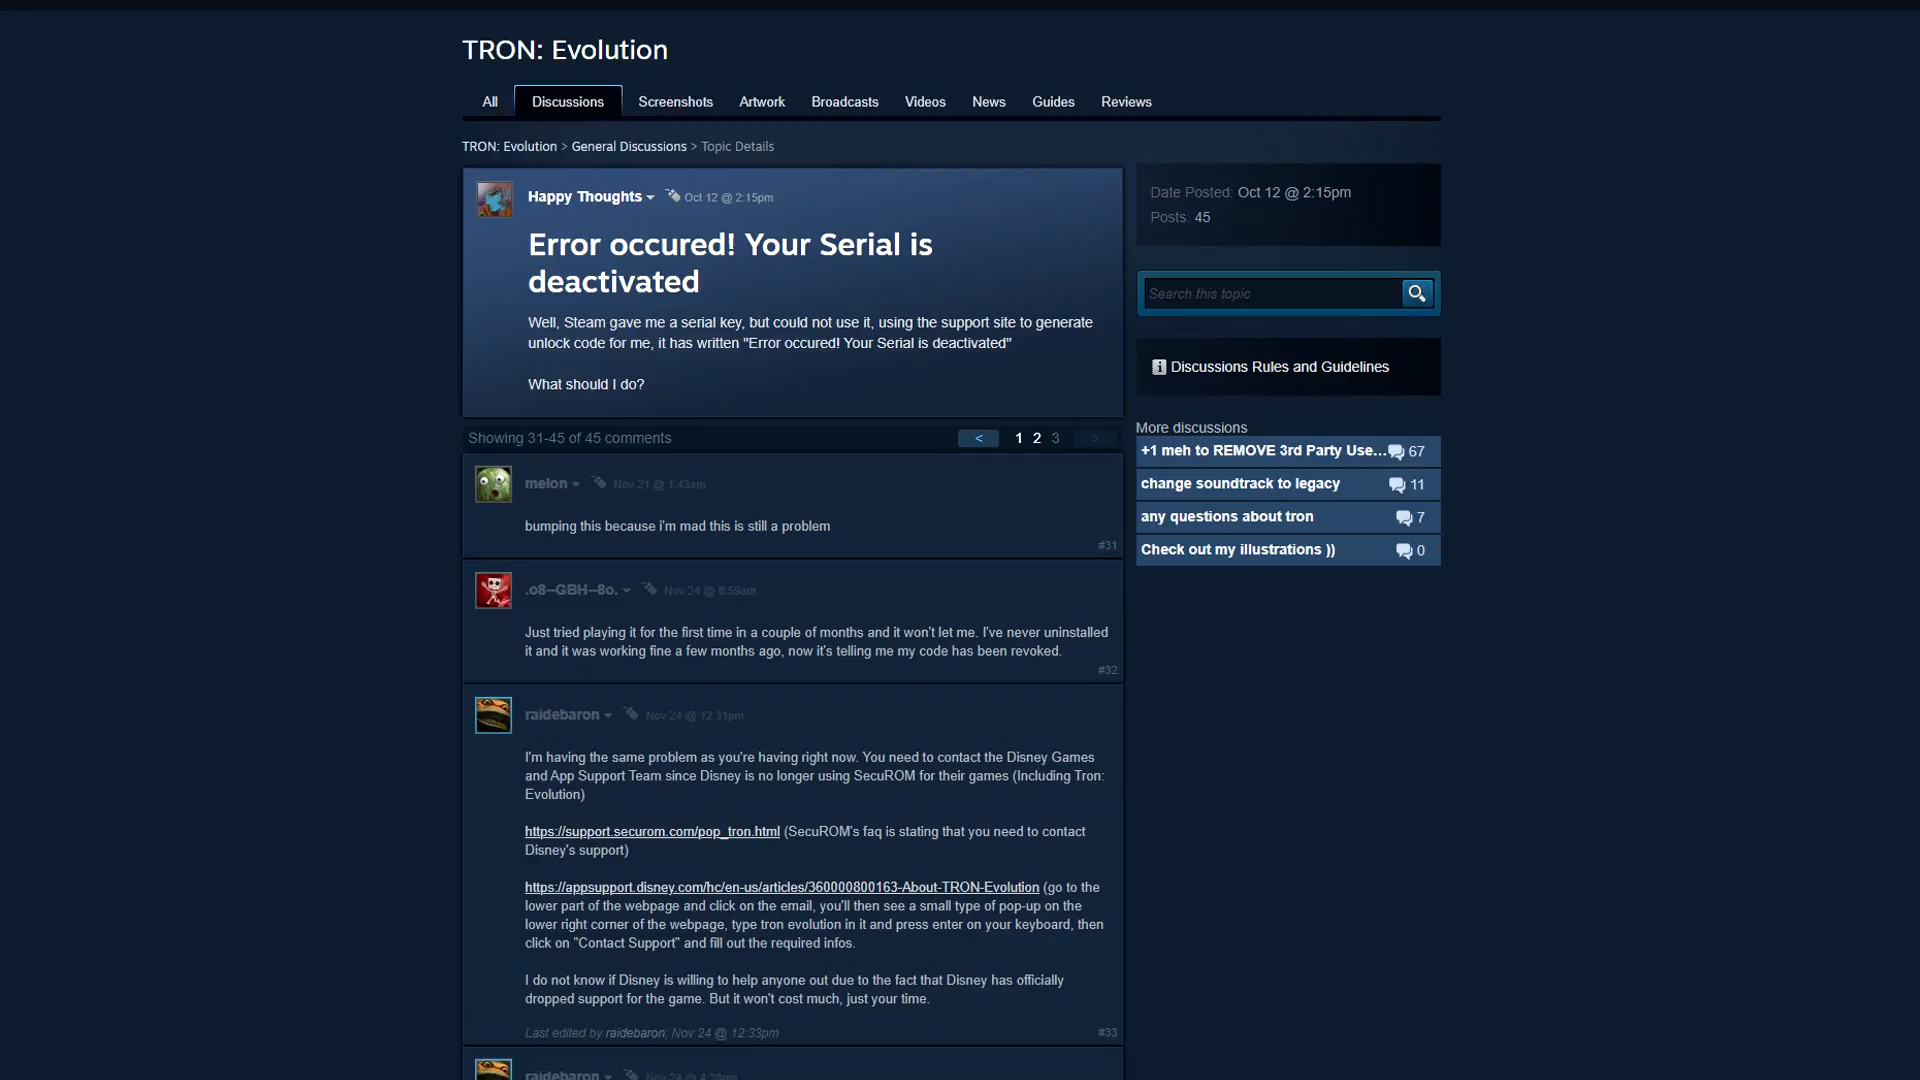 TRON: Evolution
All Discussions Screenshots Artwork Broadcasts Videos News Guides Reviews
TRON: Evolution > General Discussions > Topic Details
Happy Thoughts Oct 12 @ 2:15pm
Error occured! Your Serial is
deactivated
Well, Steam gave me a serial key, but could not use it, using the support site to generate
unlock code for me, it has written "Error occured! Your Serial is deactivated"
What should I do?
Showing 31-45 of 45 comments
< 1 2 3 >
melon Nov 21 @ 1:43am
bumping this because i'm mad this is still a problem
#31
.o8--GBH--8o. Nov 24 @ 8:59am
Just tried playing it for the first time in a couple of months and it won't let me. I've never uninstalled
it and it was working fine a few months ago, now it's telling me my code has been revoked.
#32
raidebaron Nov 24 @ 12:31pm
I'm having the same problem as you're having right now. You need to contact the Disney Games
and App Support Team since Disney is no longer using SecuROM for their games (Including Tron:
Evolution)
https://support.securom.com/pop_tron.html (SecuROM's faq is stating that you need to contact
Disney's support)
https://appsupport.disney.com/hc/en-us/articles/360000800163-About-TRON-Evolution (go to the
lower part of the webpage and click on the email, you'll then see a small type of pop-up on the
lower right corner of the webpage, type tron evolution in it and press enter on your keyboard, then
click on "Contact Support" and fill out the required infos.
I do not know if Disney is willing to help anyone out due to the fact that Disney has officially
dropped support for the game. But it won't cost much, just your time.
Last edited by raidebaron; Nov 24 @ 12:33pm
#33
raidebaron Nov 24 @ 4:28pm
Date Posted: Oct 12 @ 2:15pm
Posts: 45
Search this topic
Discussions Rules and Guidelines
More discussions
+1 meh to REMOVE 3rd Party Use... 67
change soundtrack to legacy 11
any questions about tron 7
Check out my illustrations )) 0